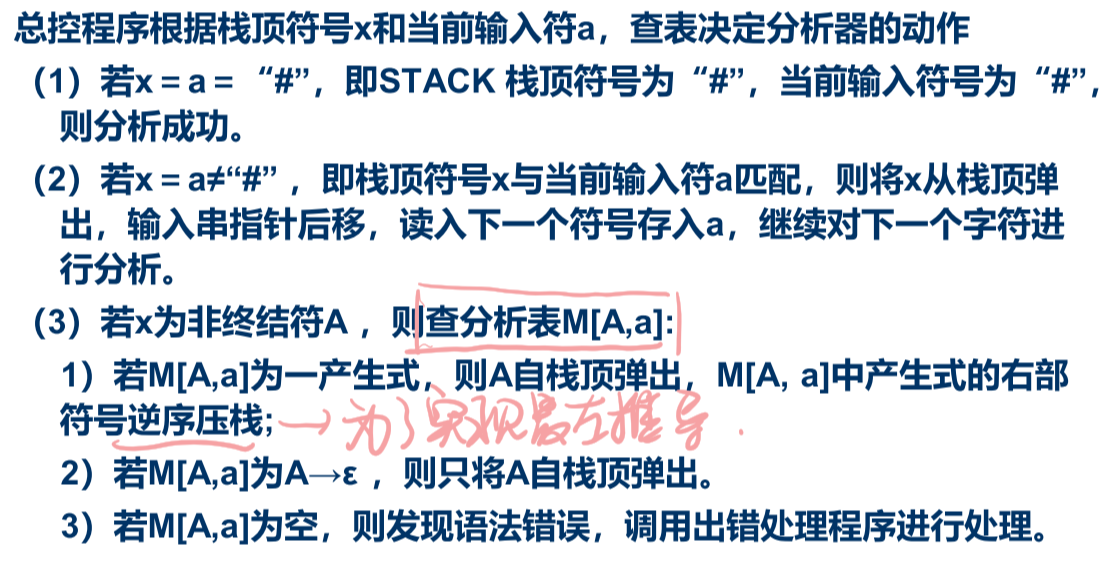 总控程序根据栈顶符号x和当前输入符a，查表决定分析器的动作
（1）若x = a = “#”，即STACK 栈顶符号为“#”，当前输入符号为“#”，
则分析成功。
（2）若x = a≠“#” ，即栈顶符号x与当前输入符a匹配，则将x从栈顶弹
出，输入串指针后移，读入下一个符号存入a，继续对下一个字符进
行分析。
（3）若x为非终结符A ，则查分析表M[A,a]:
1）若M[A,a]为一产生式，则A自栈顶弹出，M[A, a]中产生式的右部
符号逆序压栈;→为了实现最左推导.
2）若M[A,a]为A→ε ，则只将A自栈顶弹出。
3）若M[A,a]为空，则发现语法错误，调用出错处理程序进行处理。